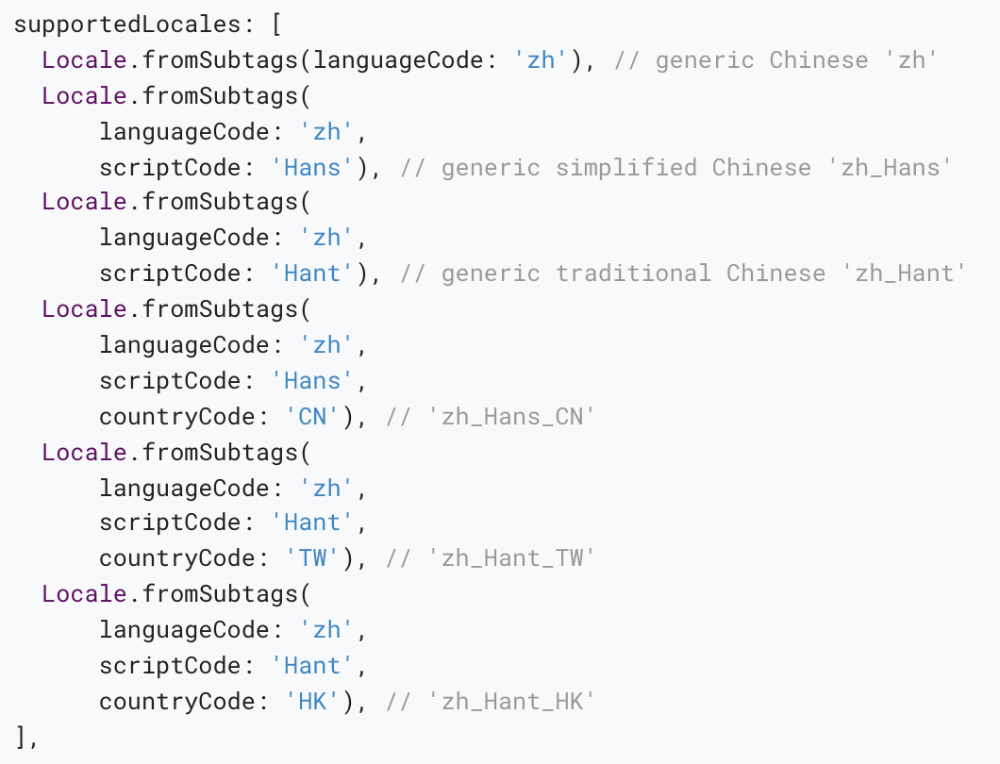 supportedLocales: [
  Locale.fromSubtags(languageCode: 'zh'), // generic Chinese 'zh'
  Locale.fromSubtags(
      languageCode: 'zh',
      scriptCode: 'Hans'), // generic simplified Chinese 'zh_Hans'
  Locale.fromSubtags(
      languageCode: 'zh',
      scriptCode: 'Hant'), // generic traditional Chinese 'zh_Hant'
  Locale.fromSubtags(
      languageCode: 'zh',
      scriptCode: 'Hans',
      countryCode: 'CN'), // 'zh_Hans_CN'
  Locale.fromSubtags(
      languageCode: 'zh',
      scriptCode: 'Hant',
      countryCode: 'TW'), // 'zh_Hant_TW'
  Locale.fromSubtags(
      languageCode: 'zh',
      scriptCode: 'Hant',
      countryCode: 'HK'), // 'zh_Hant_HK'
],